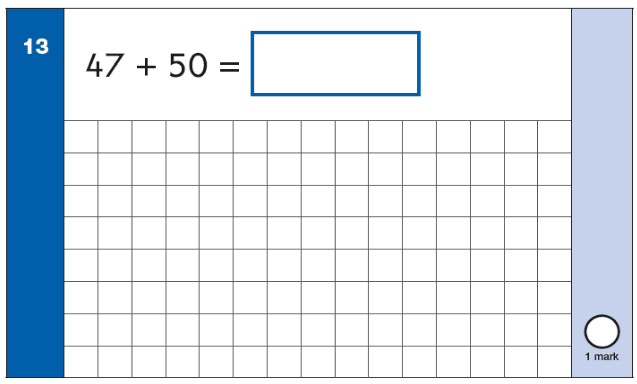 13
47 + 50 =
1 mark